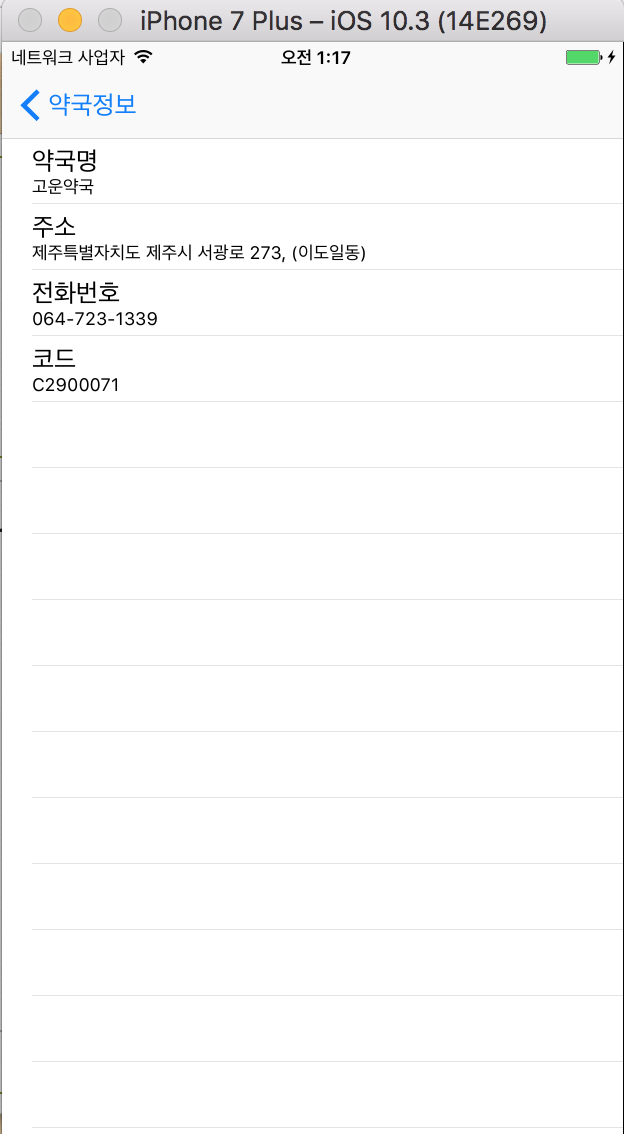 iPhone 7 Plus – iOS 10.3 (14E269)
네트워크 사업자 오전 1:17
약국정보
약국명
고운약국
주소
제주특별자치도 제주시 서광로 273, (이도일동)
전화번호
064-723-1339
코드
C2900071